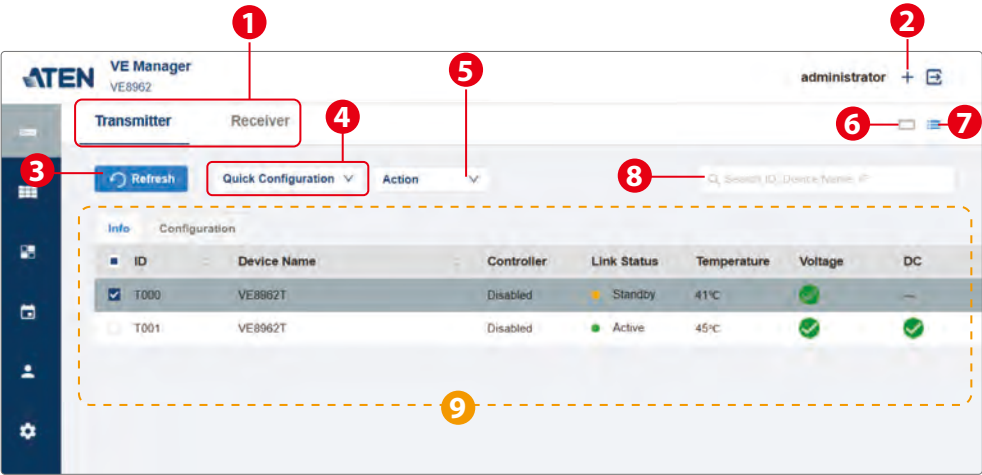 1
2
ATEN VE Manager
VE8962
5
administrator
Transmitter Receiver
4
6
7
3
Refresh Quick Configuration Action
8
Search ID, Device Name, IP
Info Configuration
ID Device Name Controller Link Status Temperature Voltage DC
T000 VE8962T Disabled Standby 41°C —
T001 VE8962T Disabled Active 45°C
9